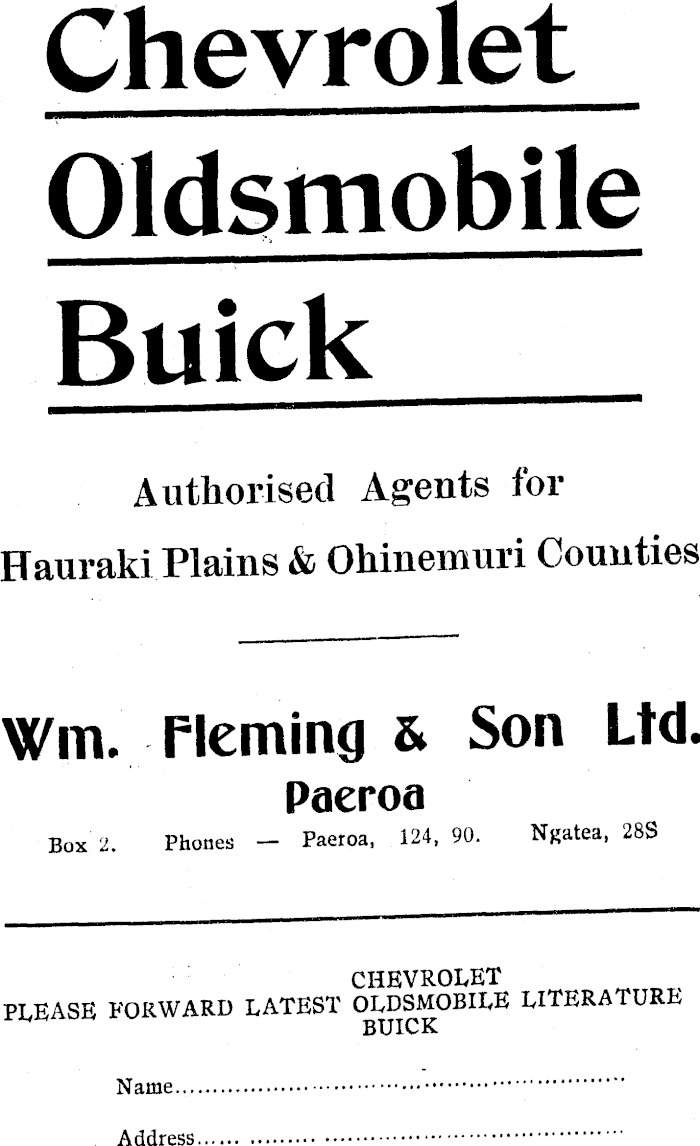 Chevrolet
Oldsmobile
Buick
Authorised Agents for
Hauraki Plains & Ohinemuri Counties
Wm. Fleming & Son Ltd.
Paeroa
Box 2. Phones — Paeroa, 124, 90. Ngatea, 28S
CHEVROLET
PLEASE FORWARD LATEST OLDSMOBILE LITERATURE
BUICK
Name............................................................
Address...... ......... ........................................